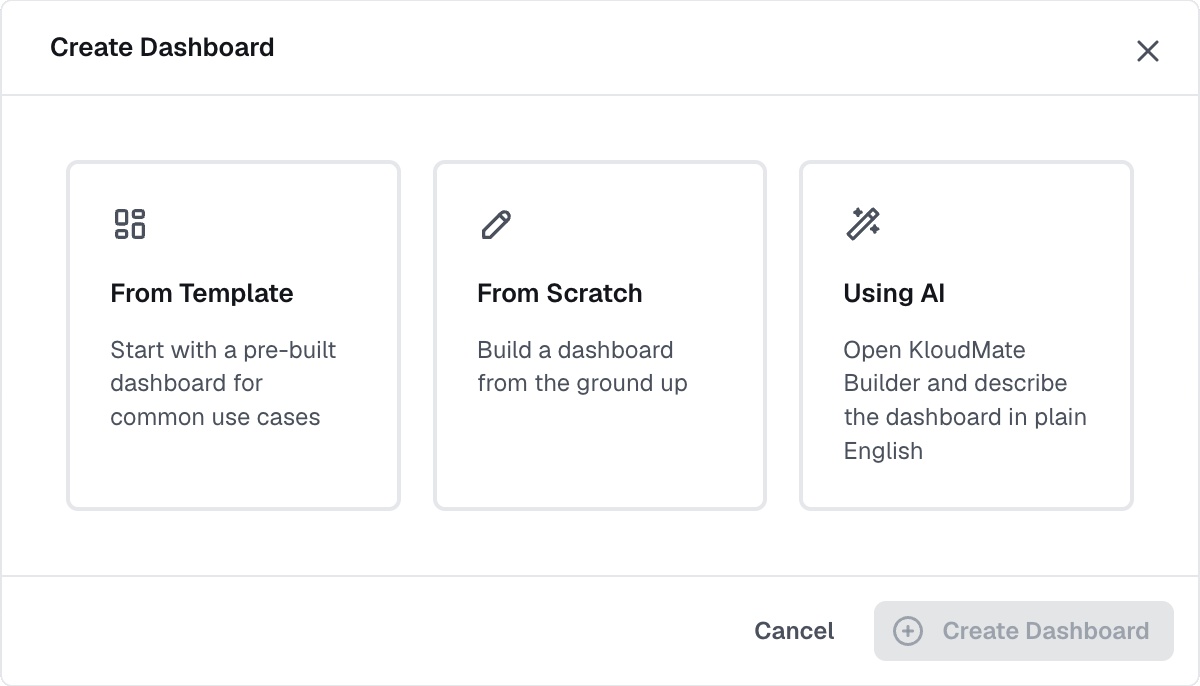 Create Dashboard
From Template
Start with a pre-built
dashboard for
common use cases
From Scratch
Build a dashboard
from the ground up
Using AI
Open KloudMate
Builder and describe
the dashboard in plain
English
Cancel
Create Dashboard